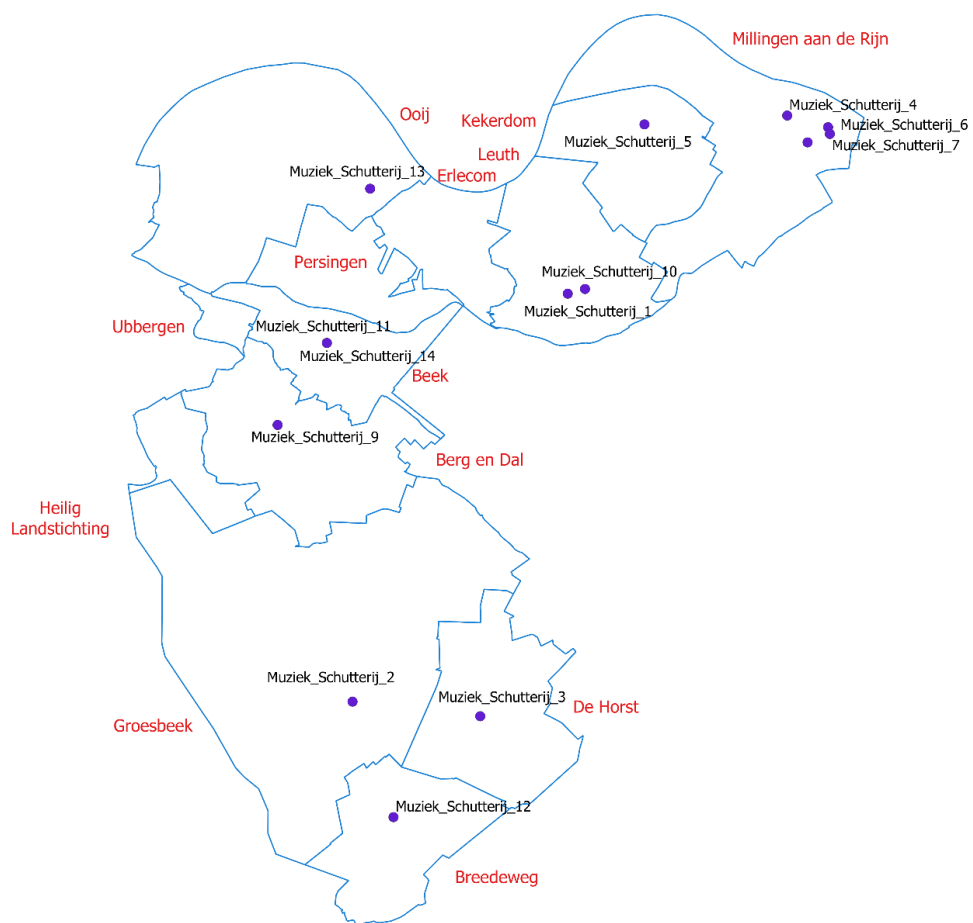 Millingen aan de Rijn
Muziek_Schutterij_4
Ooij
Kekerdom
Muziek_Schutterij_6
Muziek_Schutterij_5
Muziek_Schutterij_7
Leuth
Muziek_Schutterij_13
Erlecom
Persingen
Muziek_Schutterij_10
Ubbergen
Muziek_Schutterij_11
Muziek_Schutterij_1
Muziek_Schutterij_14
Beek
Muziek_Schutterij_9
Berg en Dal
Heilig
Landstichting
Muziek_Schutterij_2
Muziek_Schutterij_3
De Horst
Groesbeek
Muziek_Schutterij_12
Breedeweg